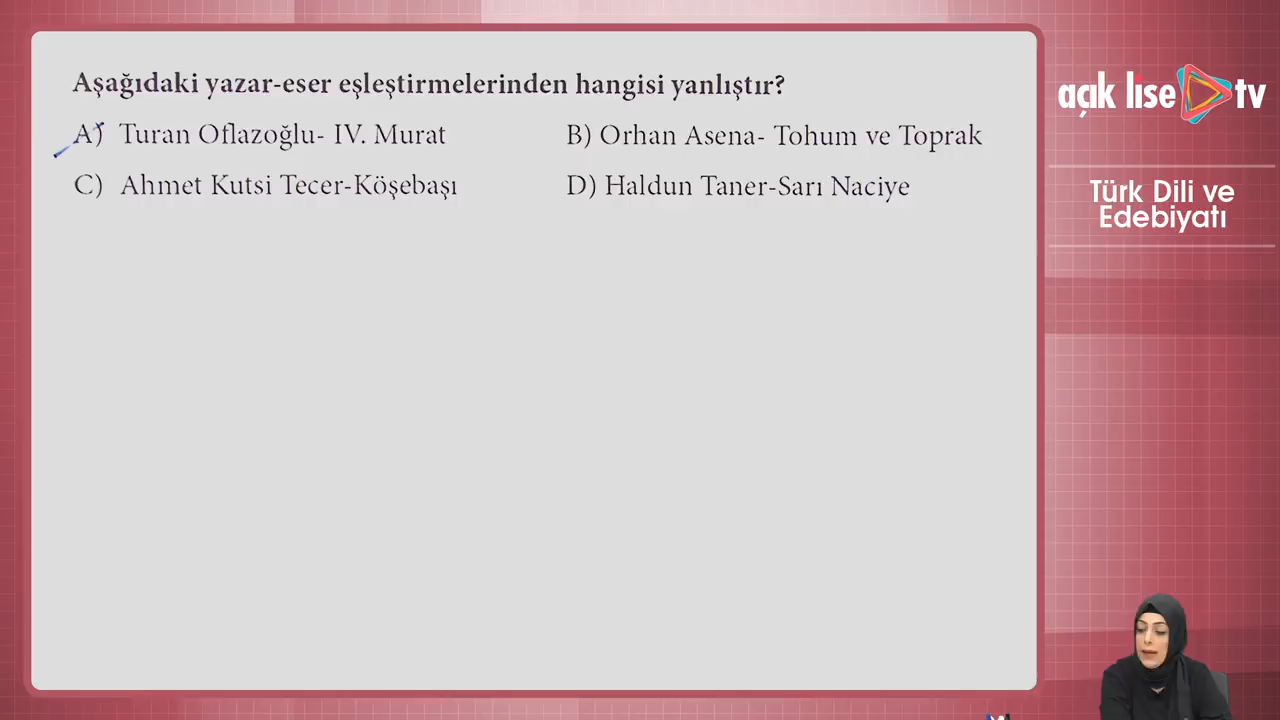 Aşağıdaki yazar-eser eşleştirmelerinden hangisi yanlıştır?
A) Turan Oflazoğlu- IV. Murat
B) Orhan Asena- Tohum ve Toprak
C) Ahmet Kutsi Tecer-Köşebaşı
D) Haldun Taner-Sarı Naciye
açık lise tv
Türk Dili ve
Edebiyatı